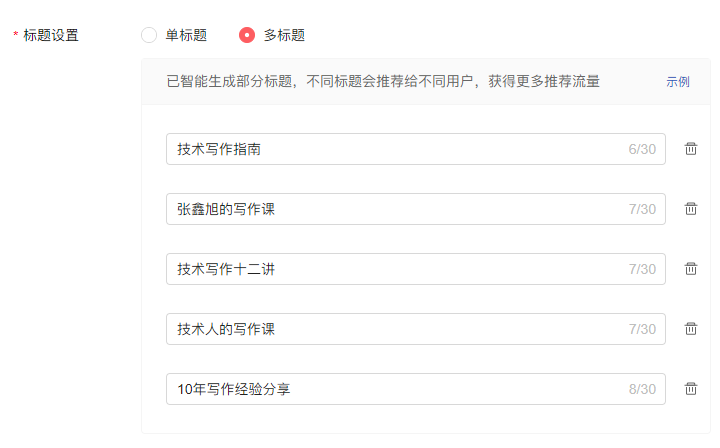 * 标题设置 单标题 多标题
已智能生成部分标题，不同标题会推荐给不同用户，获得更多推荐流量 示例
技术写作指南 6/30
张鑫旭的写作课 7/30
技术写作十二讲 7/30
技术人的写作课 7/30
10年写作经验分享 8/30